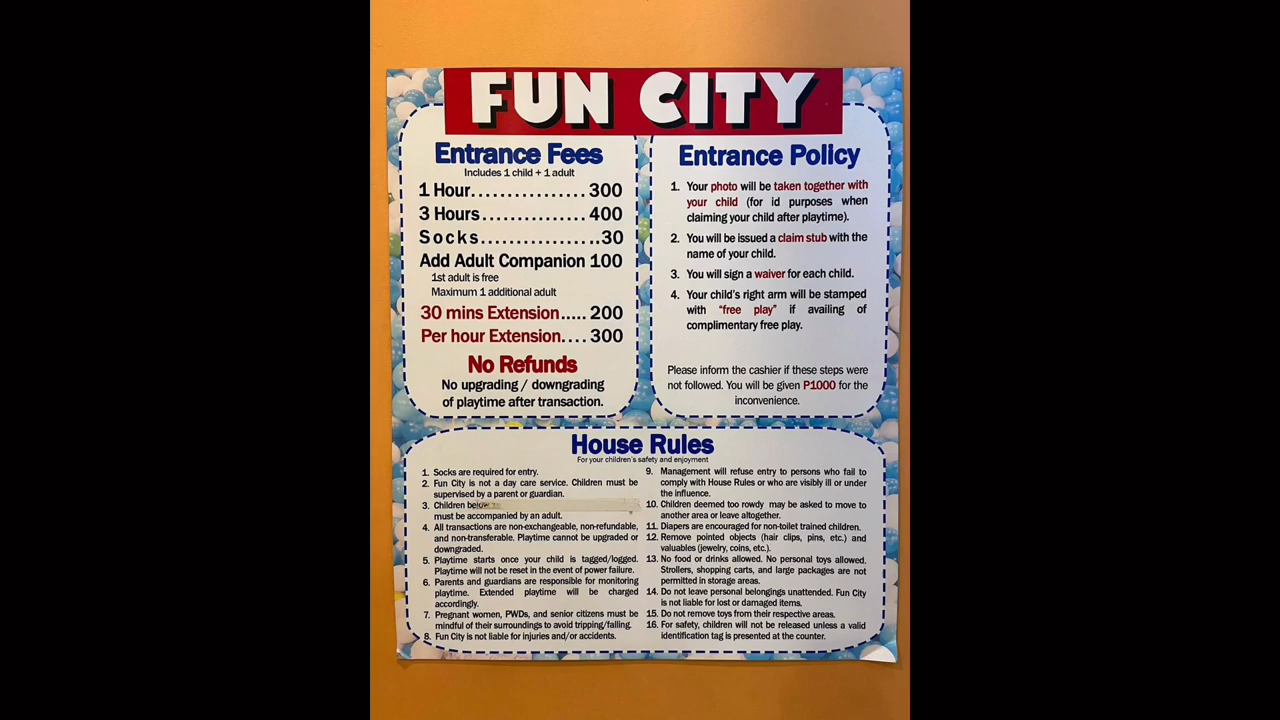 FUN CITY
Entrance Fees
Includes 1 child + 1 adult
1 Hour................ 300
3 Hours............... 400
Socks.................30
Add Adult Companion 100
1st adult is free
Maximum 1 additional adult
30 mins Extension..... 200
Per hour Extension.... 300
No Refunds
No upgrading / downgrading
of playtime after transaction.
Entrance Policy
1. Your photo will be taken together with
your child (for id purposes when
claiming your child after playtime).
2. You will be issued a claim stub with the
name of your child.
3. You will sign a waiver for each child.
4. Your child's right arm will be stamped
with "free play" if availing of
complimentary free play.
Please inform the cashier if these steps were
not followed. You will be given P1000 for the
inconvenience.
House Rules
For your children's safety and enjoyment
1. Socks are required for entry.
2. Fun City is not a day care service. Children must be
supervised by a parent or guardian.
3. Children below
must be accompanied by an adult.
4. All transactions are non-exchangeable, non-refundable,
and non-transferable. Playtime cannot be upgraded or
downgraded.
5. Playtime starts once your child is tagged/logged.
Playtime will not be reset in the event of power failure.
6. Parents and guardians are responsible for monitoring
playtime. Extended playtime will be charged
accordingly.
7. Pregnant women, PWDs, and senior citizens must be
mindful of their surroundings to avoid tripping/falling.
8. Fun City is not liable for injuries and/or accidents.
9. Management will refuse entry to persons who fail to
comply with House Rules or who are visibly ill or under
the influence.
10. Children deemed too rowdy may be asked to move to
another area or leave altogether.
11. Diapers are encouraged for non-toilet trained children.
12. Remove pointed objects (hair clips, pins, etc.) and
valuables (jewelry, coins, etc.).
13. No food or drinks allowed. No personal toys allowed.
Strollers, shopping carts, and large packages are not
permitted in storage areas.
14. Do not leave personal belongings unattended. Fun City
is not liable for lost or damaged items.
15. Do not remove toys from their respective areas.
16. For safety, children will not be released unless a valid
identification tag is presented at the counter.